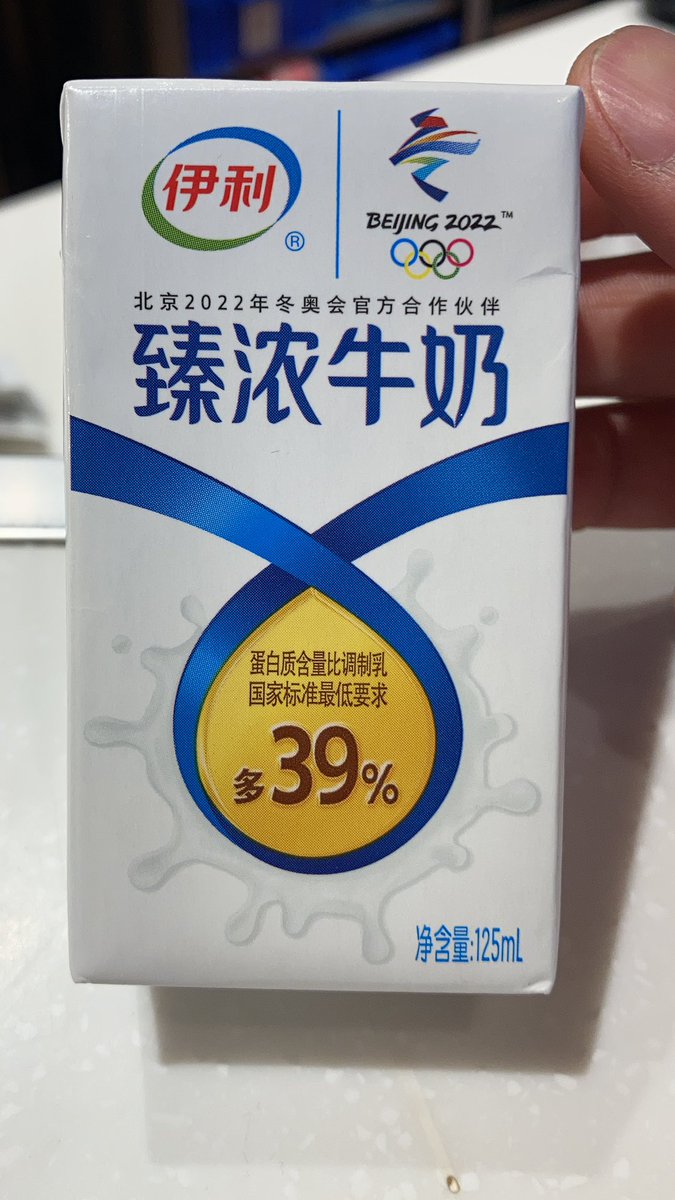 伊利
®
BEIJING 2022™
北京2022年冬奥会官方合作伙伴
臻浓牛奶
蛋白质含量比调制乳
国家标准最低要求
多39%
净含量:125mL